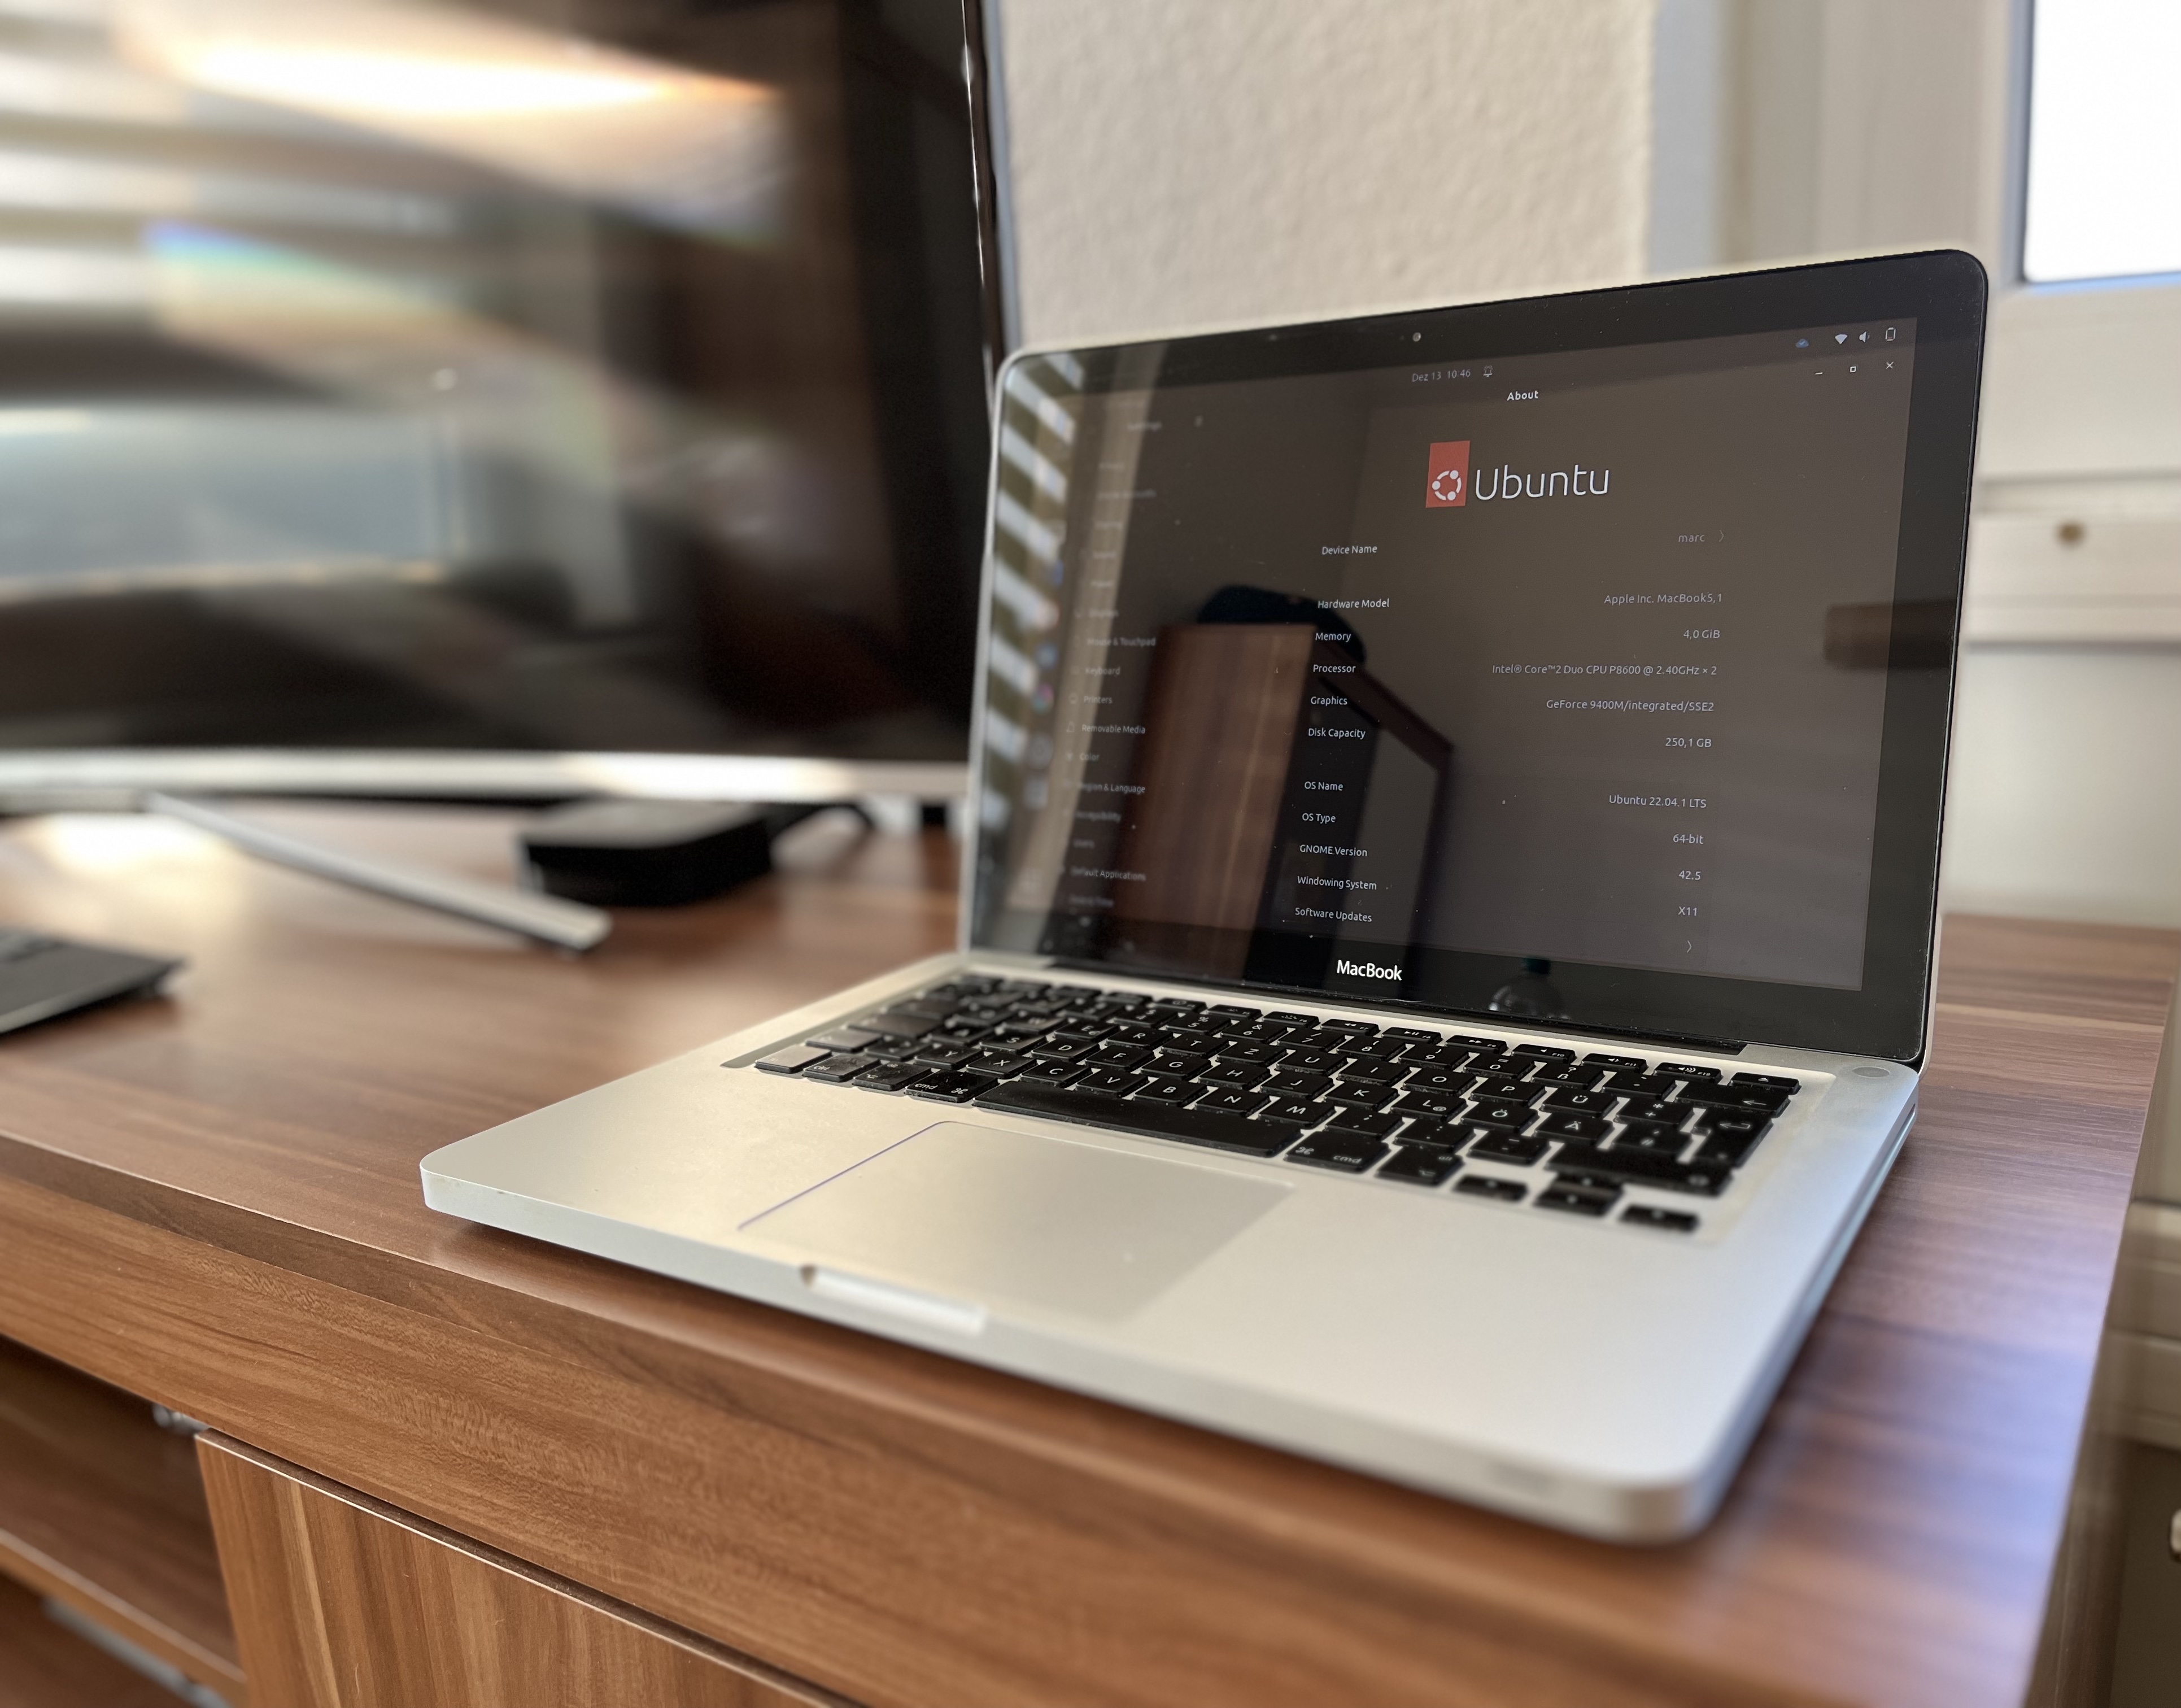 Dez 13 10:46
About
Ubuntu
Device Name
marc
Hardware Model
Apple Inc. MacBook5,1
Memory
4,0 GiB
Processor
Intel® Core™2 Duo CPU P8600 @ 2.40GHz × 2
Graphics
GeForce 9400M/integrated/SSE2
Disk Capacity
250,1 GB
OS Name
Ubuntu 22.04.1 LTS
OS Type
64-bit
GNOME Version
42.5
Windowing System
X11
Software Updates
Settings
Mouse & Touchpad
Keyboard
Printers
Removable Media
Color
Region & Language
Accessibility
Users
Default Applications
MacBook
R T Z U I O P Ü
S D F G H J K L Ö Ä
Y X C V B N M
cmd ⌘
⌘ cmd